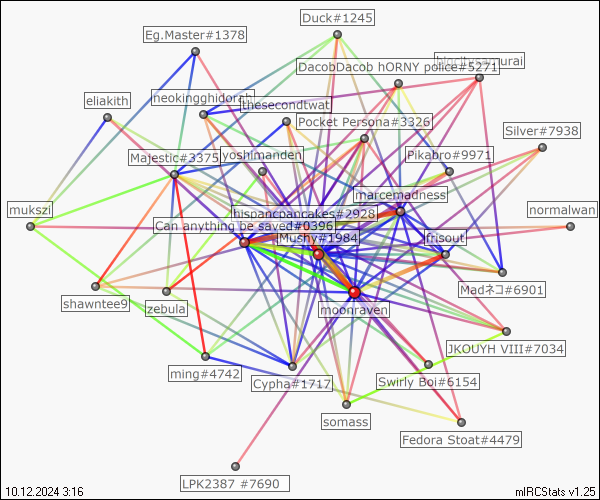 Duck#1245
Eg.Master#1378
DacobDacob hORNY police#5271
eliakith
neokingghidorah
thesecondtwat
Pocket Persona#3326
Silver#7938
Majestic#3375
yoshimanden
Pikabro#9971
marcemadness
mukszi
hispancpancakes#2928
normalwan
Can anything be saved#0396
Mushy#1984
frisout
shawntee9
zebula
moonraven
Madネコ#6901
JKOUYH VIII#7034
ming#4742
Cypha#1717
Swirly Boi#6154
somass
Fedora Stoat#4479
LPK2387 #7690
10.12.2024 3:16
mIRCStats v1.25